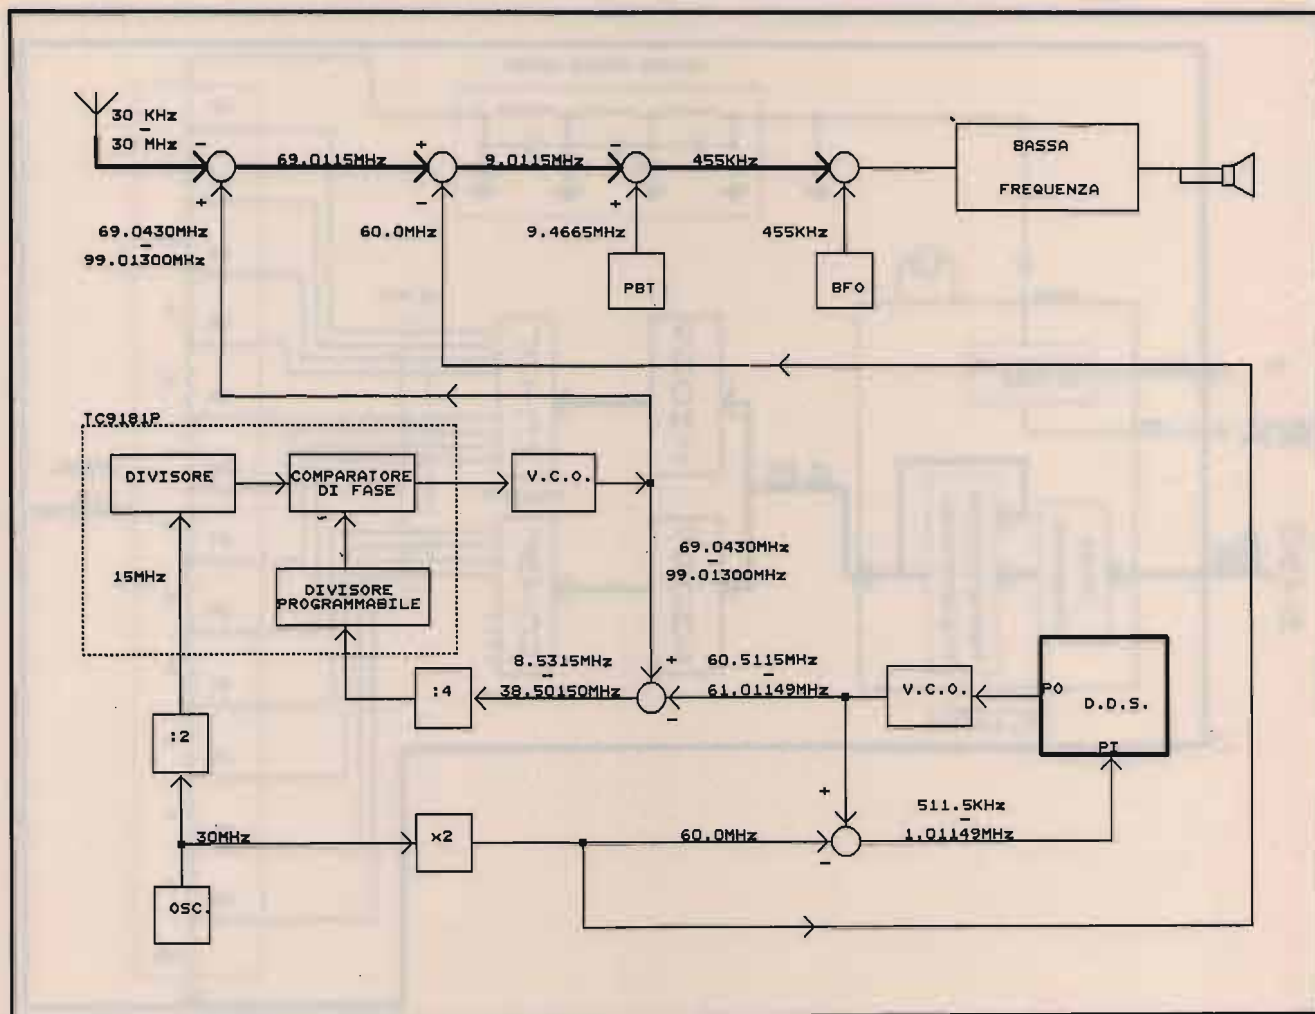 30 KHz
–
30 MHz
-
+
69.0115MHz
+
-
9.0115MHz
-
+
455KHz
BASSA
FREQUENZA
69.0430MHz
–
99.01300MHz
60.0MHz
9.4665MHz
455KHz
PBT
BFO
TC9181P
DIVISORE
COMPARATORE
DI FASE
V.C.O.
15MHz
DIVISORE
PROGRAMMABILE
69.0430MHz
–
99.01300MHz
:4
8.5315MHz
–
38.50150MHz
+
-
60.5115MHz
–
61.01149MHz
V.C.O.
PO
D.D.S.
PI
:2
30MHz
x2
60.0MHz
+
-
511.5KHz
–
1.01149MHz
OSC.